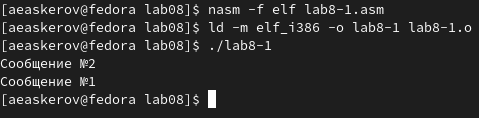 [aeaskerov@fedora lab08]$ nasm -f elf lab8-1.asm
[aeaskerov@fedora lab08]$ ld -m elf_i386 -o lab8-1 lab8-1.o
[aeaskerov@fedora lab08]$ ./lab8-1
Сообщение №2
Сообщение №1
[aeaskerov@fedora lab08]$